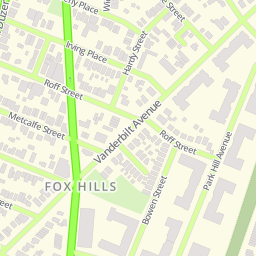 Place
Irving Place
Hardy Street
Roff Street
Metcalfe Street
Vanderbilt Avenue
Roff Street
Park Hill Avenue
FOX HILLS
Bowen Street